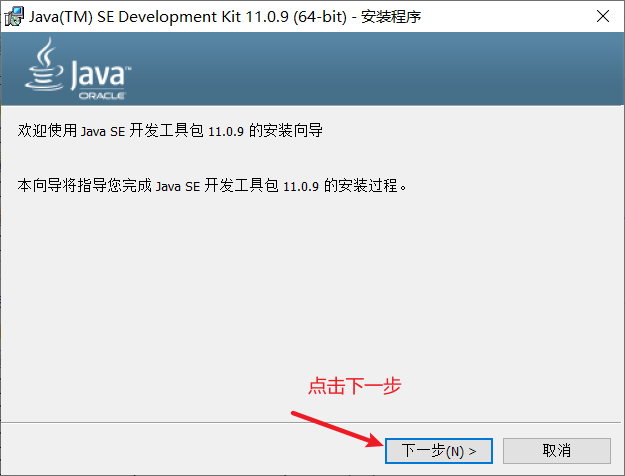 Java(TM) SE Development Kit 11.0.9 (64-bit) - 安装程序
Java™
ORACLE
欢迎使用 Java SE 开发工具包 11.0.9 的安装向导
本向导将指导您完成 Java SE 开发工具包 11.0.9 的安装过程。
点击下一步
下一步(N) >
取消